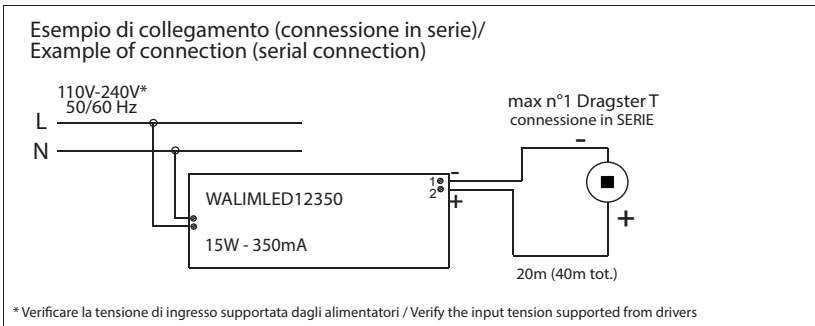 Esempio di collegamento (connessione in serie)/
Example of connection (serial connection)
110V-240V*
50/60 Hz
L
N
max n°1 Dragster T
connessione in SERIE
-
-
1
2
+
+
WALIMLED12350
15W - 350mA
20m (40m tot.)
* Verificare la tensione di ingresso supportata dagli alimentatori / Verify the input tension supported from drivers